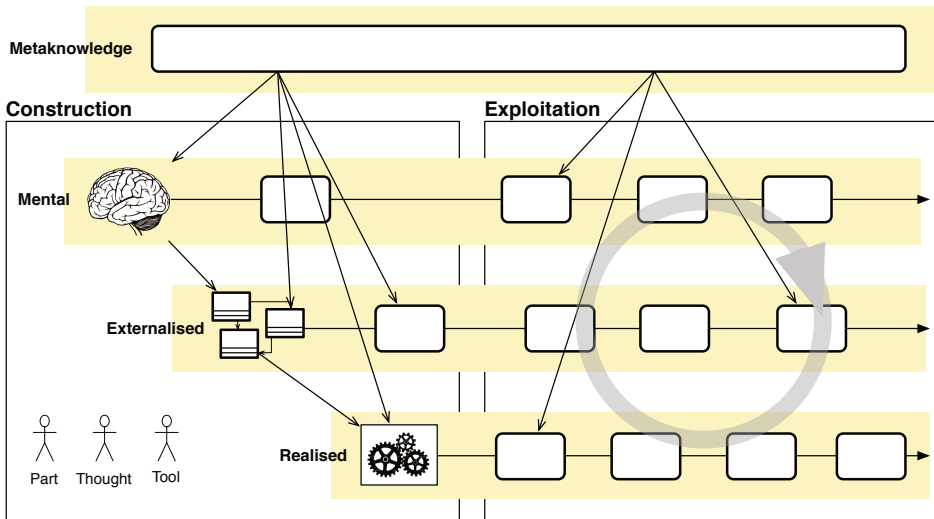 Metaknowledge
Construction
Exploitation
Mental
Externalised
Realised
Part
Thought
Tool